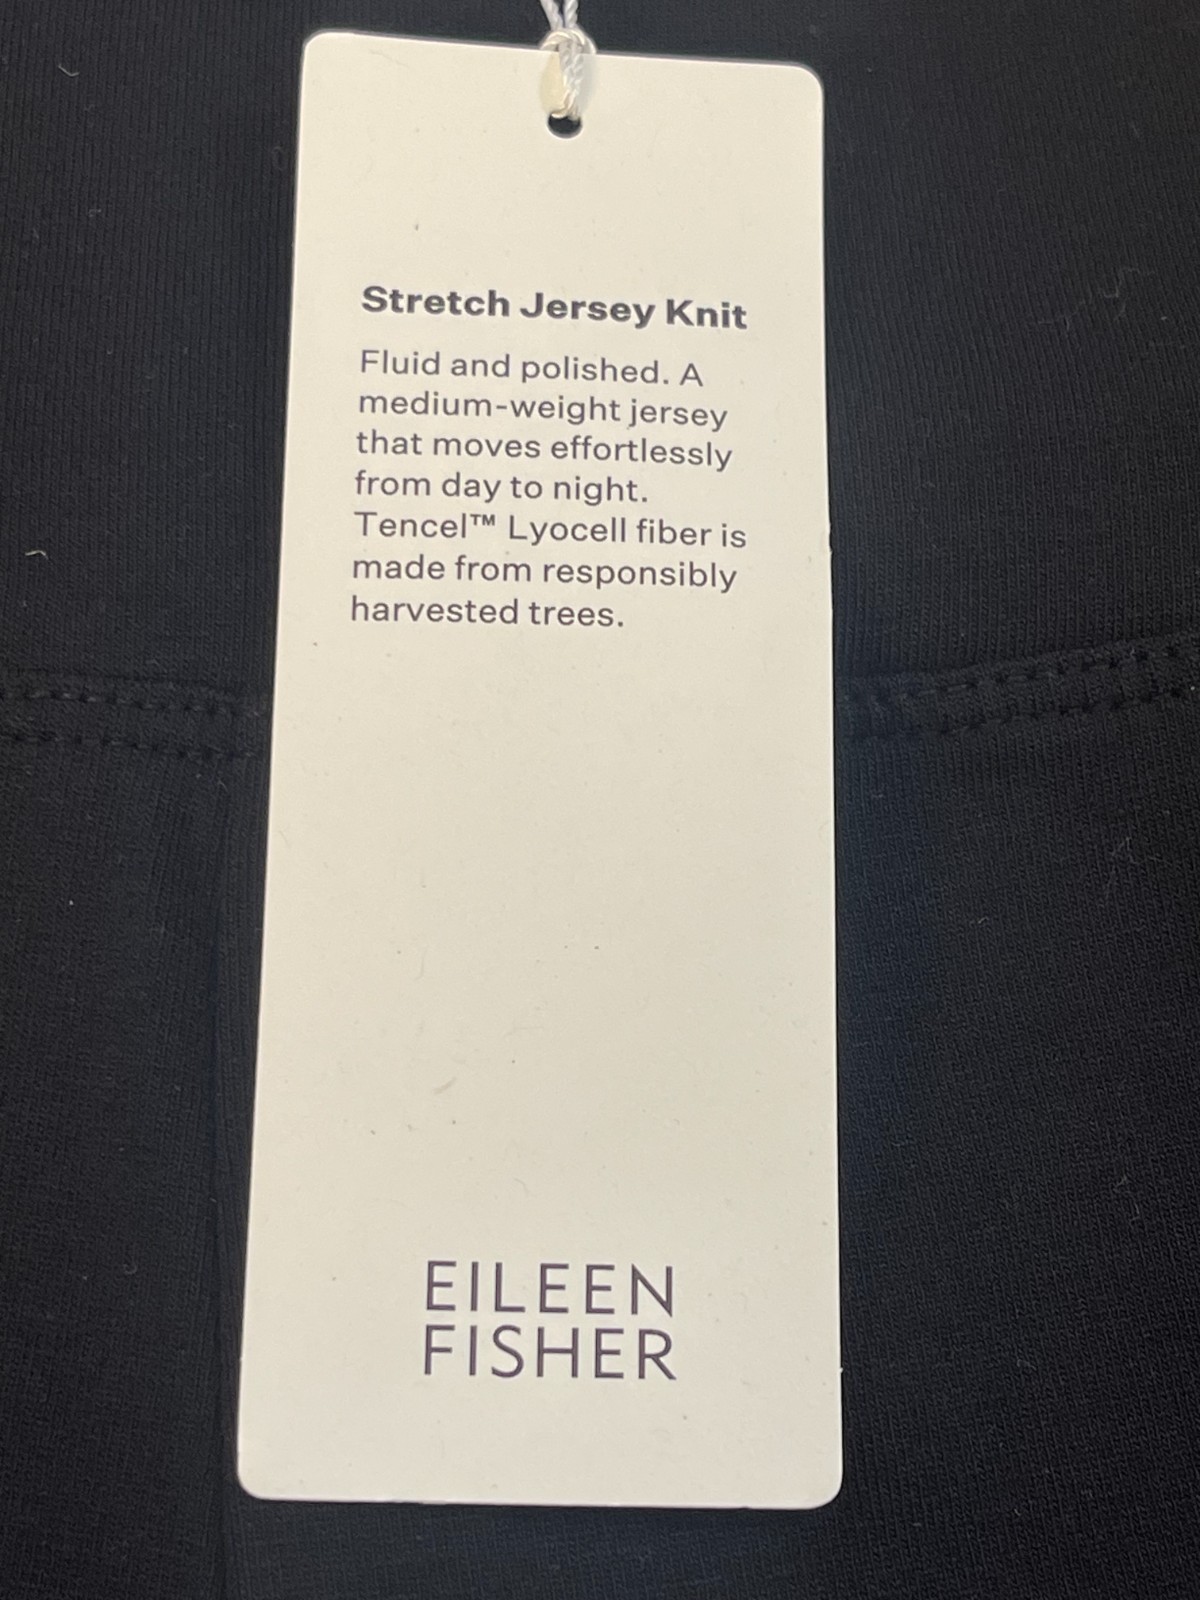 Stretch Jersey Knit
Fluid and polished. A
medium-weight jersey
that moves effortlessly
from day to night.
Tencel™ Lyocell fiber is
made from responsibly
harvested trees.
EILEEN
FISHER